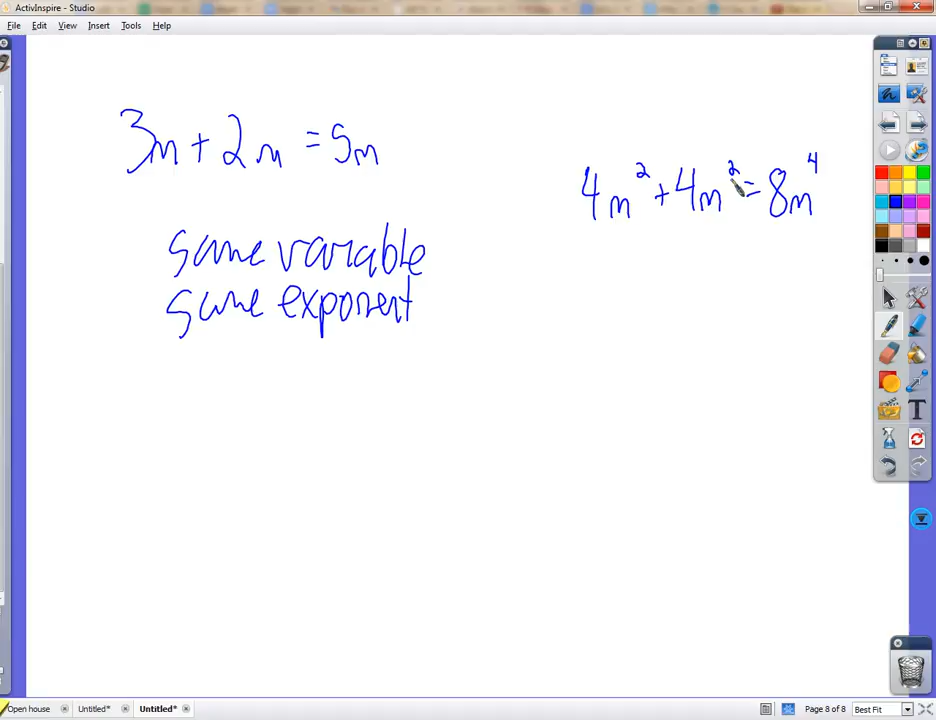 ActivInspire - Studio
File Edit View Insert Tools Help
3m + 2m = 5m
4m² + 4m² = 8m⁴
same variable
same exponent
T
Open house Untitled* Untitled* Page 8 of 8 Best Fit